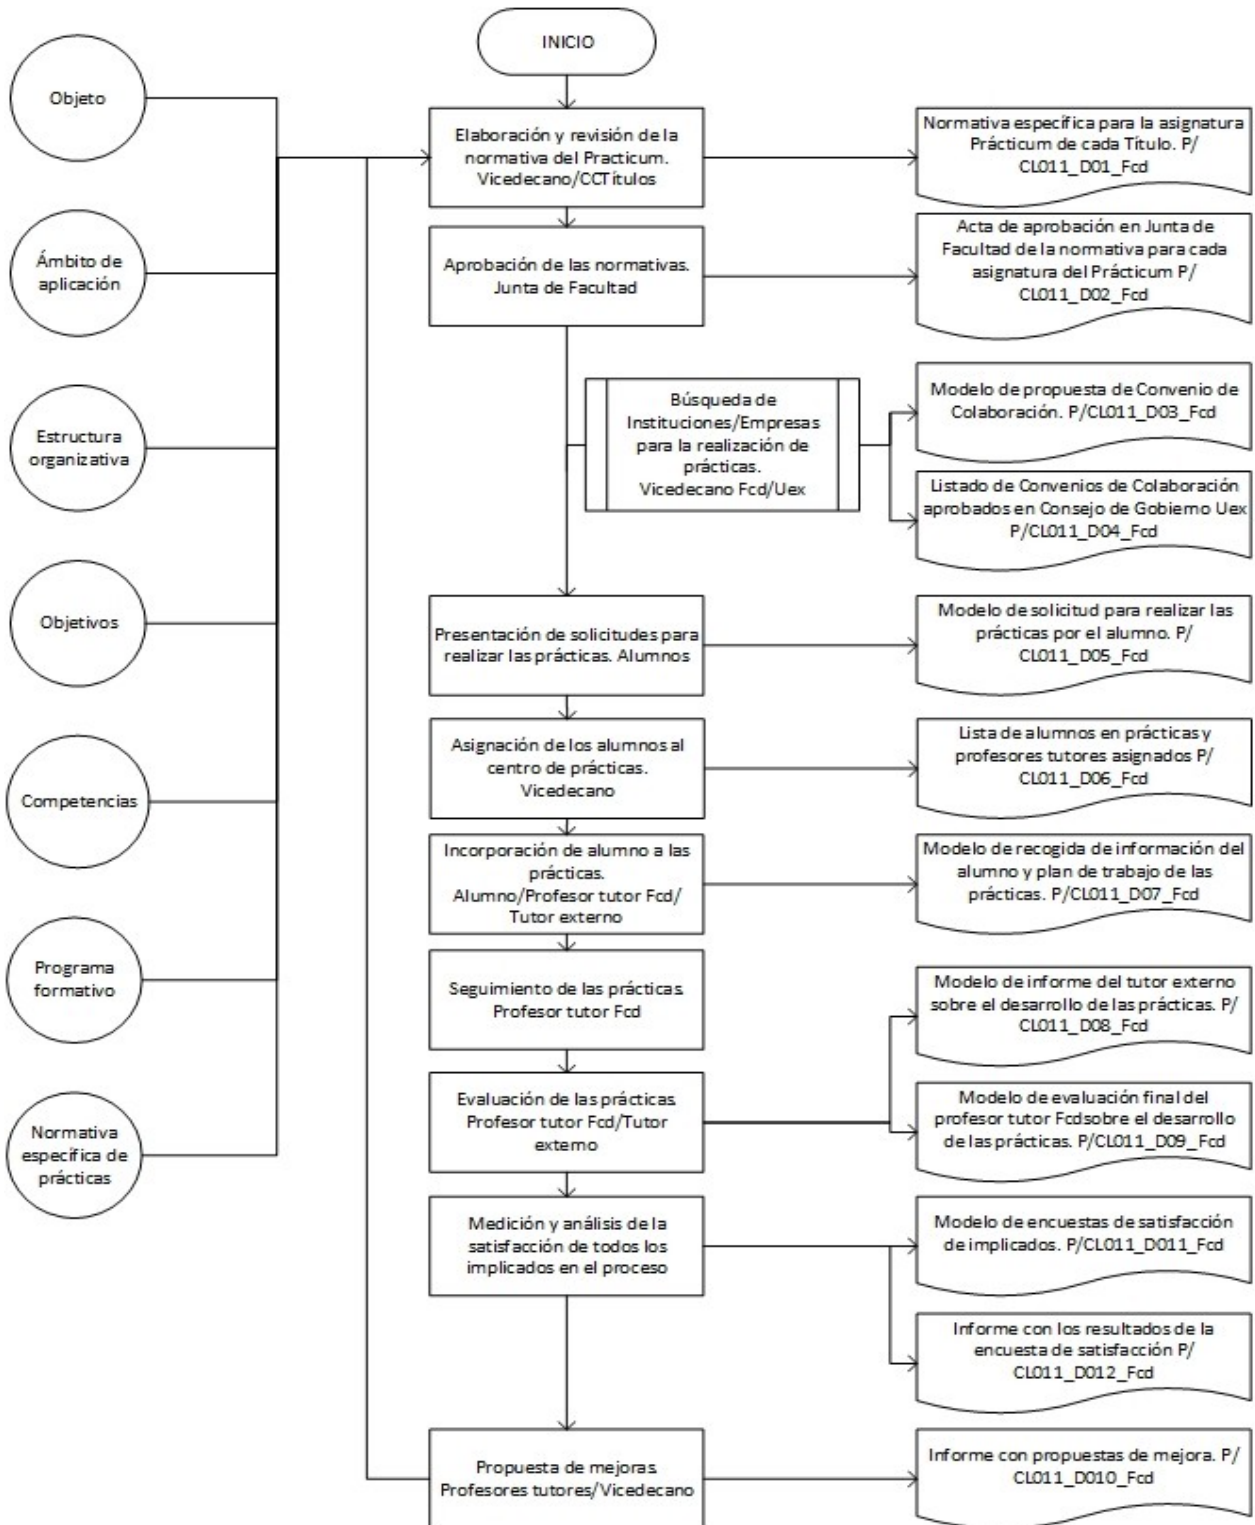 INICIO
Objeto
Ámbito de
aplicación
Estructura
organizativa
Objetivos
Competencias
Programa
formativo
Normativa
específica de
prácticas
Elaboración y revisión de la
normativa del Practicum.
Vicedecano/CCTítulos
Normativa específica para la asignatura
Prácticum de cada Título. P/
CL011_D01_Fcd
Aprobación de las normativas.
Junta de Facultad
Acta de aprobación en Junta de
Facultad de la normativa para cada
asignatura del Prácticum P/
CL011_D02_Fcd
Búsqueda de
Instituciones/Empresas
para la realización de
prácticas.
Vicedecano Fcd/Uex
Modelo de propuesta de Convenio de
Colaboración. P/CL011_D03_Fcd
Listado de Convenios de Colaboración
aprobados en Consejo de Gobierno Uex
P/CL011_D04_Fcd
Presentación de solicitudes para
realizar las prácticas. Alumnos
Modelo de solicitud para realizar las
prácticas por el alumno. P/
CL011_D05_Fcd
Asignación de los alumnos al
centro de prácticas.
Vicedecano
Lista de alumnos en prácticas y
profesores tutores asignados P/
CL011_D06_Fcd
Incorporación de alumno a las
prácticas.
Alumno/Profesor tutor Fcd/
Tutor externo
Modelo de recogida de información del
alumno y plan de trabajo de las
prácticas. P/CL011_D07_Fcd
Seguimiento de las prácticas.
Profesor tutor Fcd
Evaluación de las prácticas.
Profesor tutor Fcd/Tutor
externo
Modelo de informe del tutor externo
sobre el desarrollo de las prácticas. P/
CL011_D08_Fcd
Modelo de evaluación final del
profesor tutor Fcdsobre el desarrollo
de las prácticas. P/CL011_D09_Fcd
Medición y análisis de la
satisfacción de todos los
implicados en el proceso
Modelo de encuestas de satisfacción
de implicados. P/CL011_D011_Fcd
Informe con los resultados de la
encuesta de satisfacción P/
CL011_D012_Fcd
Propuesta de mejoras.
Profesores tutores/Vicedecano
Informe con propuestas de mejora. P/
CL011_D010_Fcd